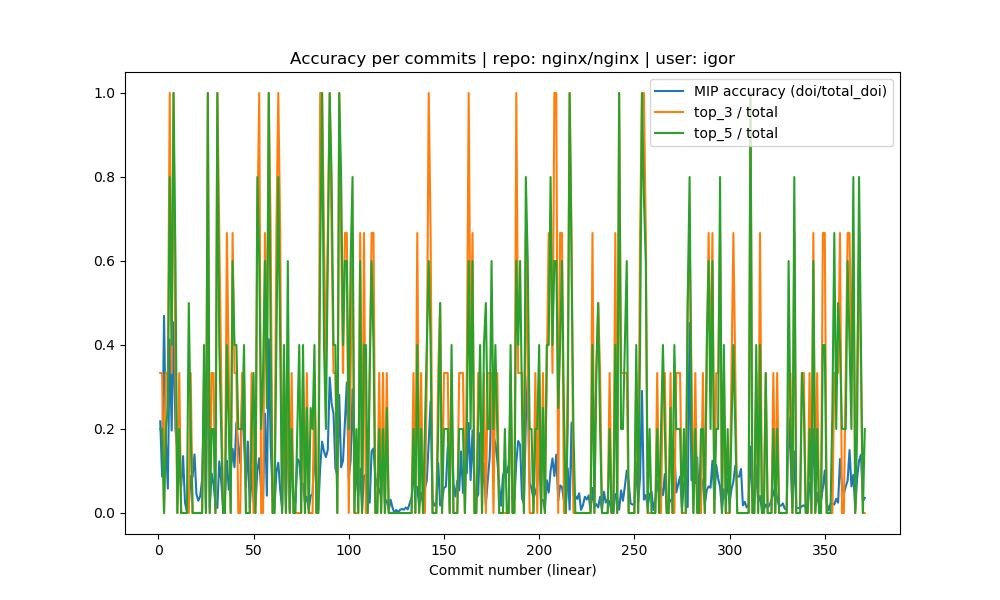 Accuracy per commits | repo: nginx/nginx | user: igor
MIP accuracy (doi/total_doi)
top_3 / total
top_5 / total
1.0
0.8
0.6
0.4
0.2
0.0
0 50 100 150 200 250 300 350
Commit number (linear)